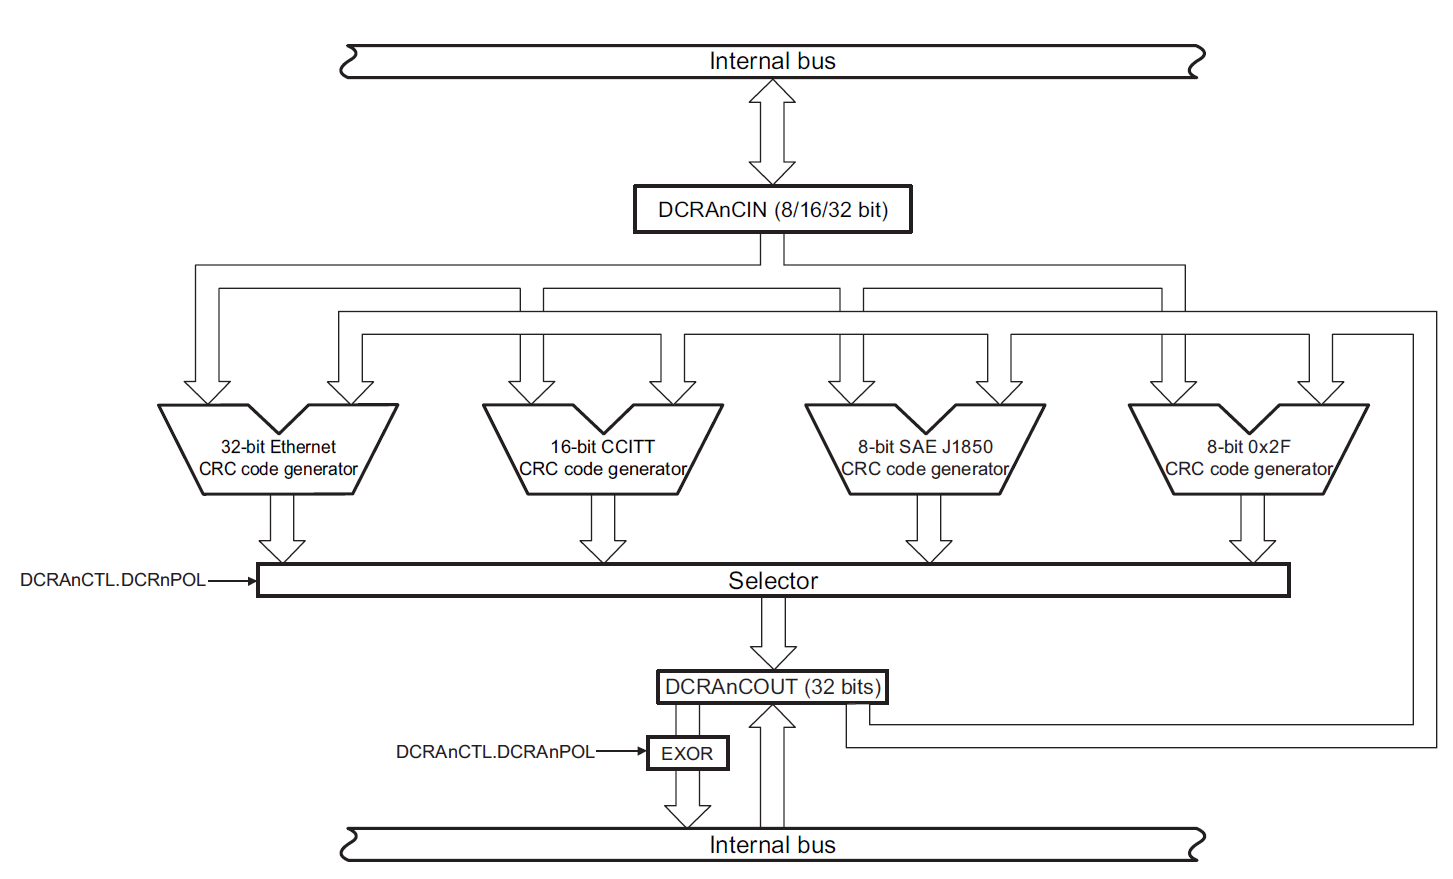 Internal bus
DCRAnCIN (8/16/32 bit)
32-bit Ethernet
CRC code generator
16-bit CCITT
CRC code generator
8-bit SAE J1850
CRC code generator
8-bit 0x2F
CRC code generator
DCRAnCTL.DCRnPOL
Selector
DCRAnCOUT (32 bits)
DCRAnCTL.DCRAnPOL
EXOR
Internal bus